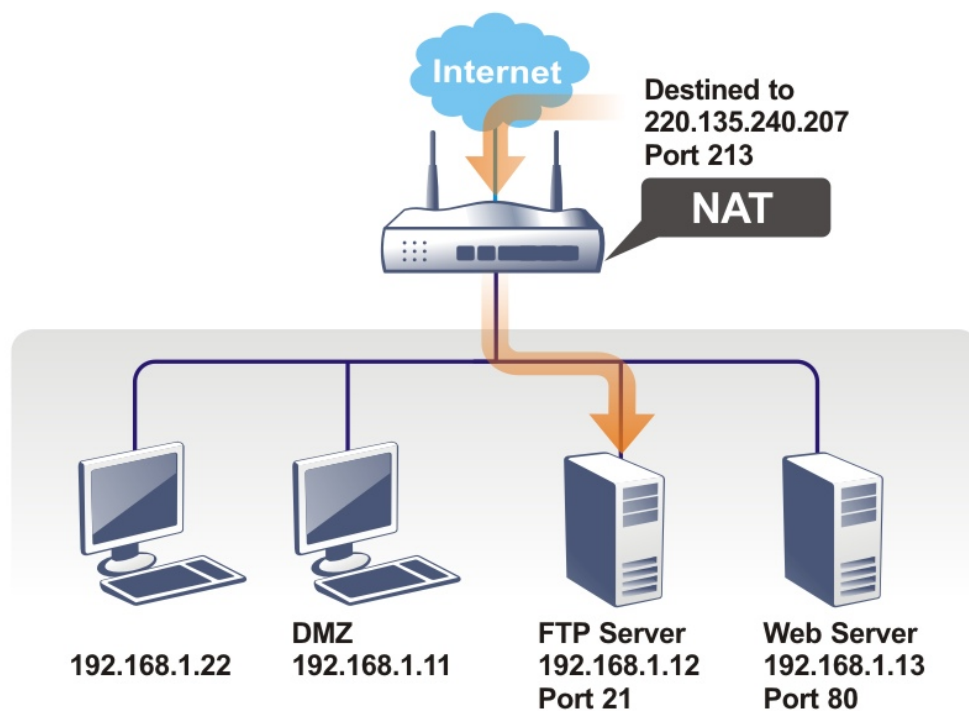 Internet
Destined to
220.135.240.207
Port 213
NAT
192.168.1.22
DMZ
192.168.1.11
FTP Server
192.168.1.12
Port 21
Web Server
192.168.1.13
Port 80